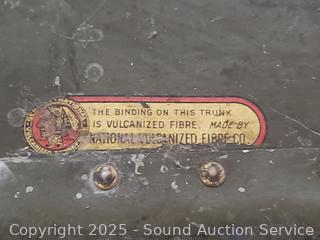 THE BINDING ON THIS TRUNK
IS VULCANIZED FIBRE. MADE BY
NATIONAL VULCANIZED FIBRE CO.
Copyright 2025 - Sound Auction Service